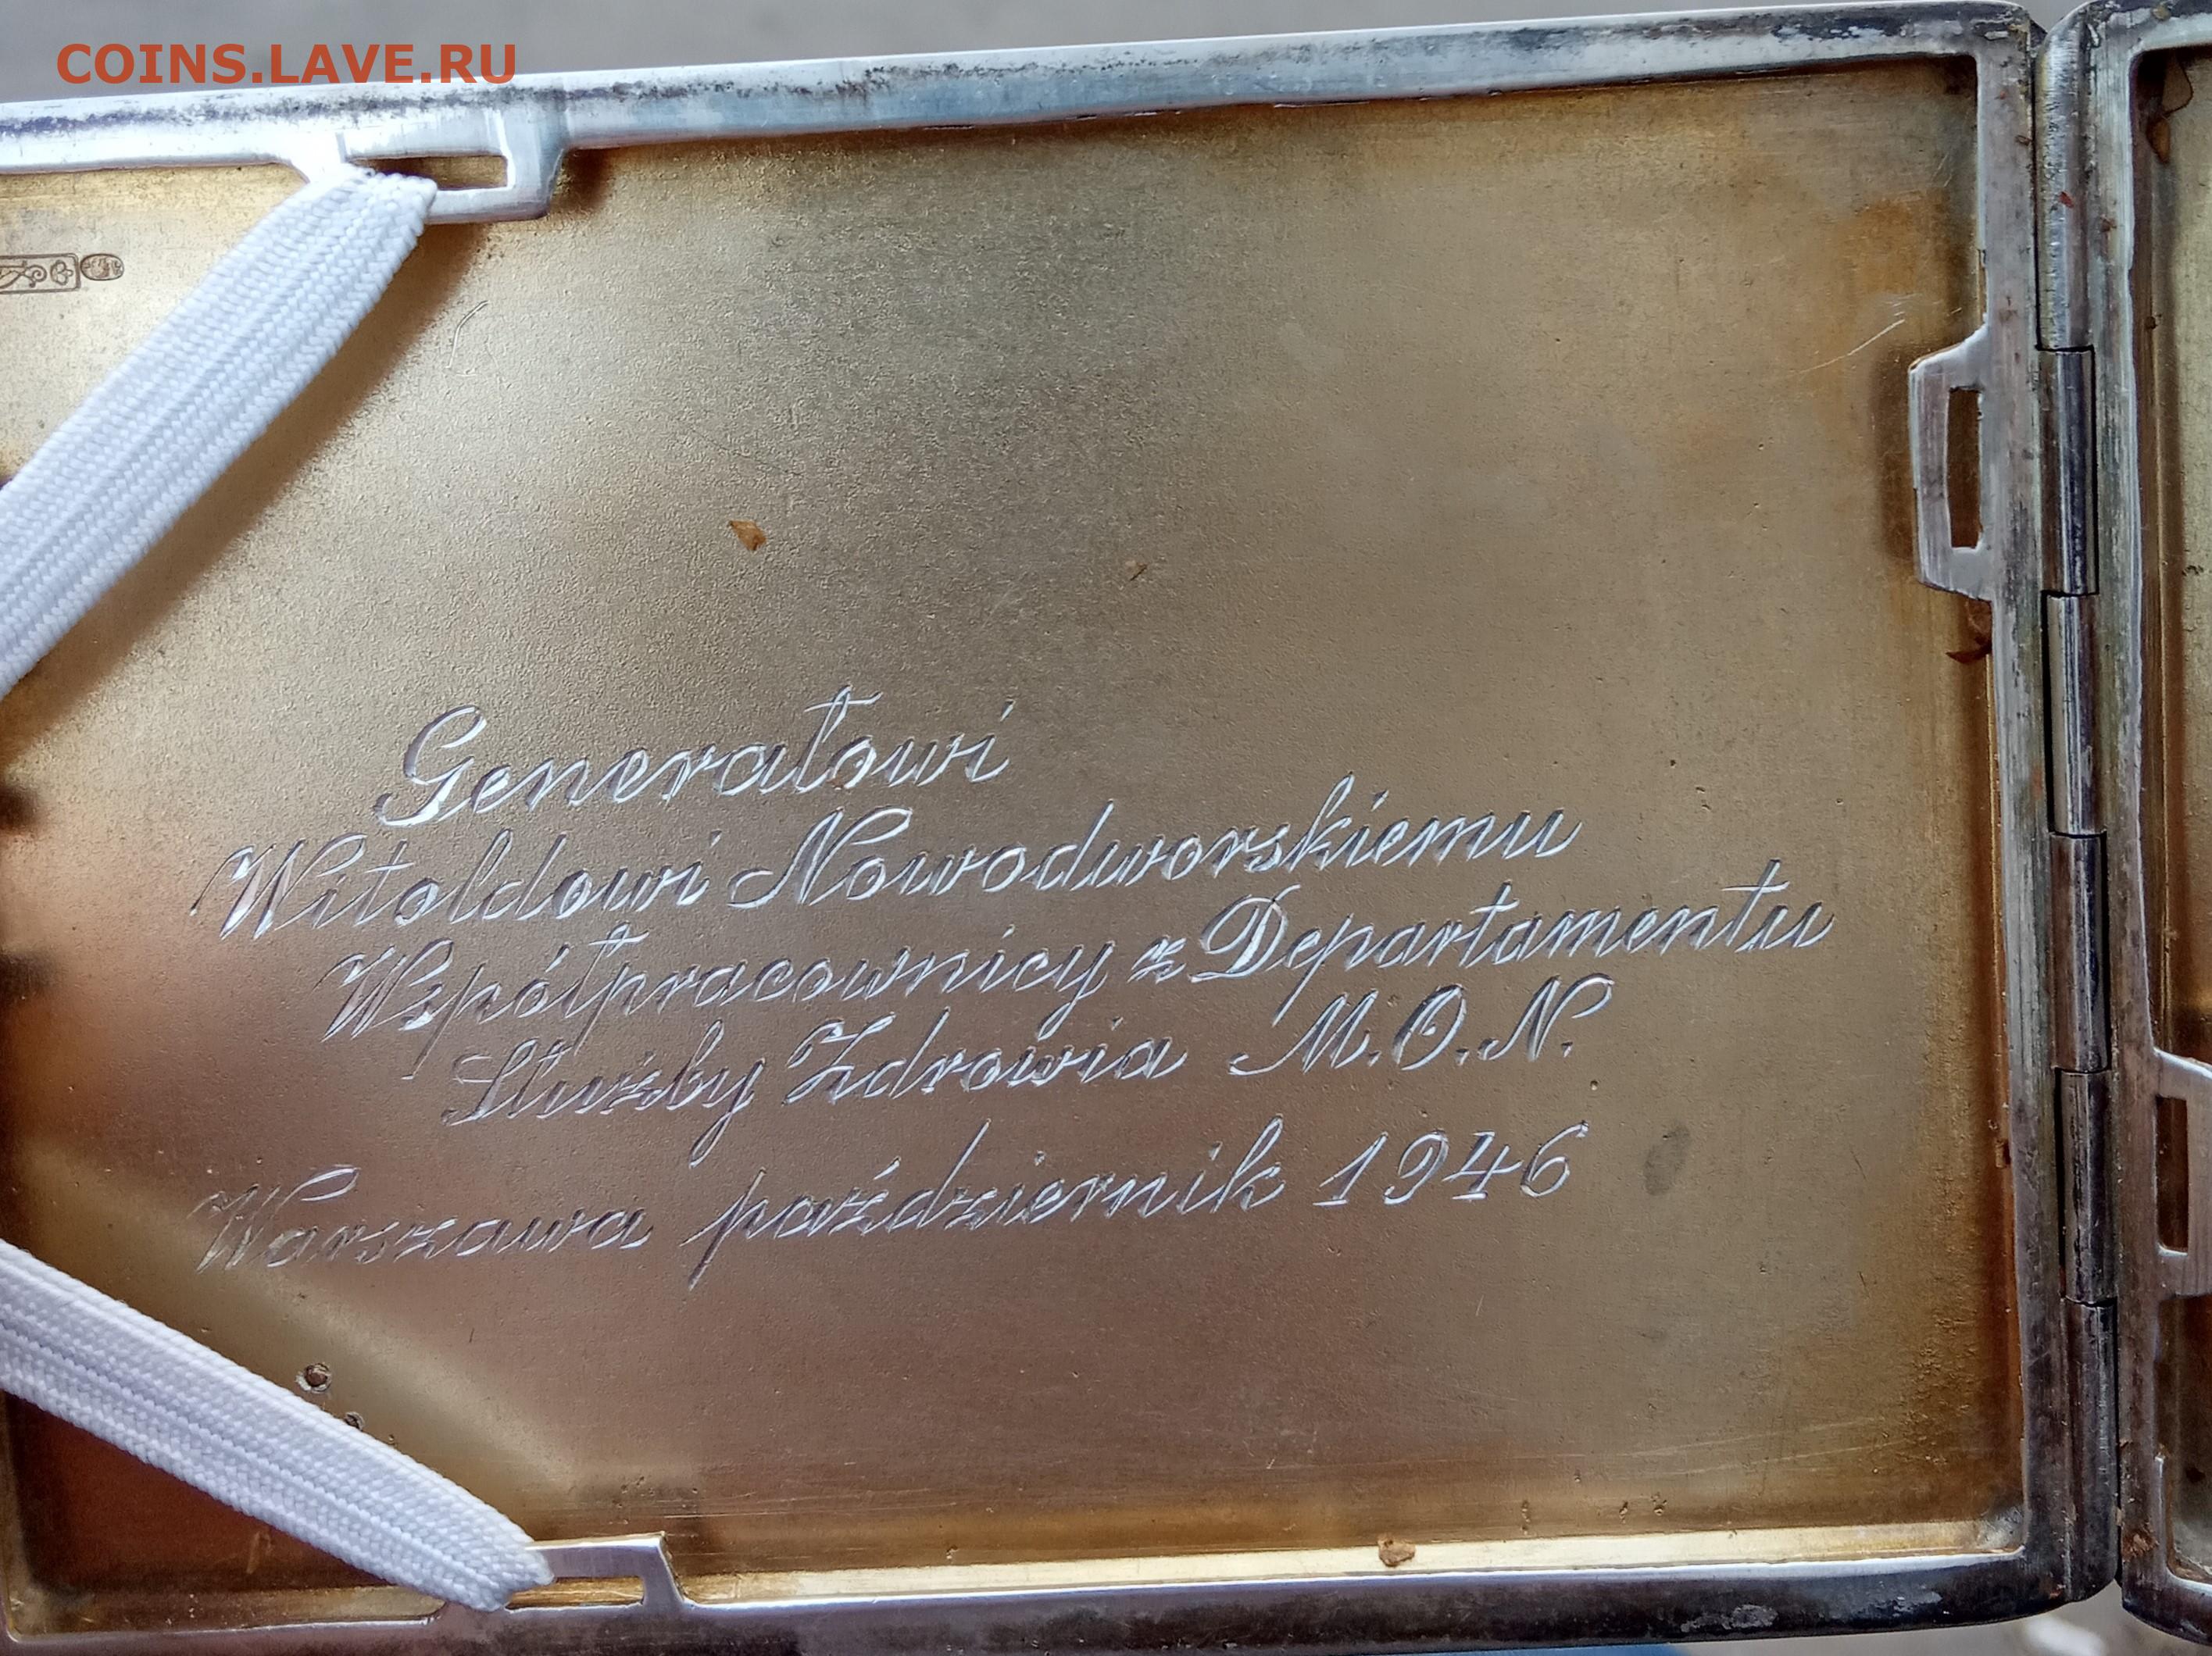 COINS.LAVE.RU
Generałowi
Witoldowi Nowodworskiemu
Współpracownicy z Departamentu
Służby Zdrowia M.O.N.
Warszawa październik 1946